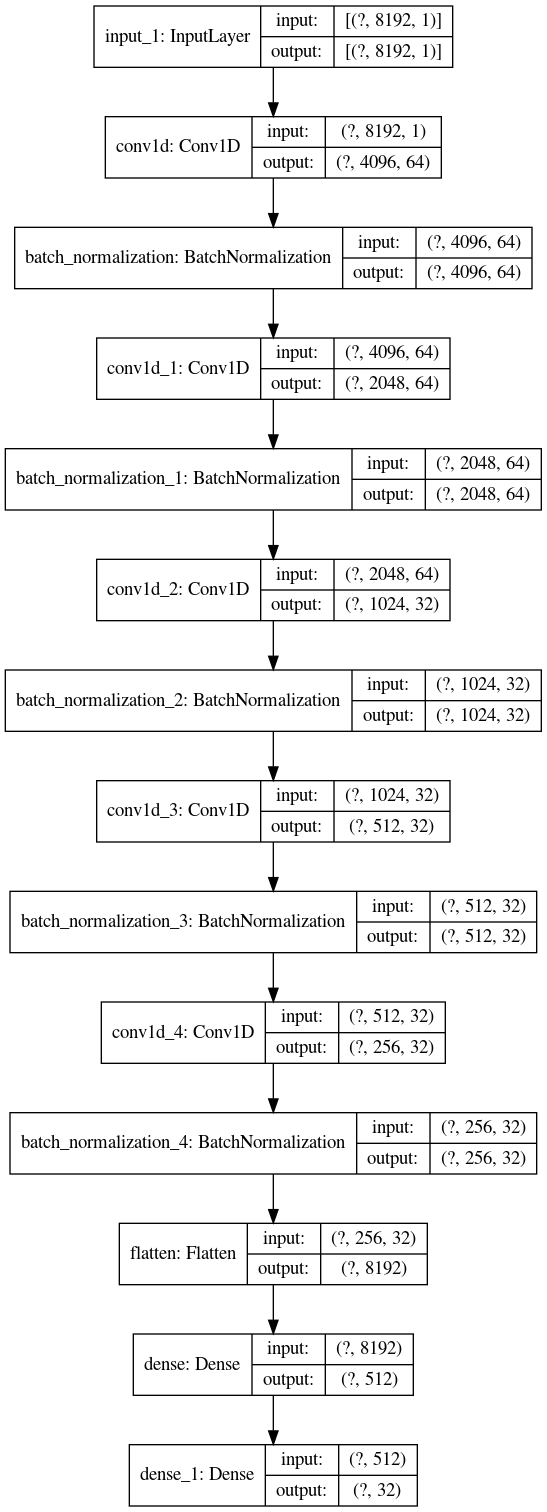 input_1: InputLayer
input: [(?, 8192, 1)]
output: [(?, 8192, 1)]
conv1d: Conv1D
input: (?, 8192, 1)
output: (?, 4096, 64)
batch_normalization: BatchNormalization
input: (?, 4096, 64)
output: (?, 4096, 64)
conv1d_1: Conv1D
input: (?, 4096, 64)
output: (?, 2048, 64)
batch_normalization_1: BatchNormalization
input: (?, 2048, 64)
output: (?, 2048, 64)
conv1d_2: Conv1D
input: (?, 2048, 64)
output: (?, 1024, 32)
batch_normalization_2: BatchNormalization
input: (?, 1024, 32)
output: (?, 1024, 32)
conv1d_3: Conv1D
input: (?, 1024, 32)
output: (?, 512, 32)
batch_normalization_3: BatchNormalization
input: (?, 512, 32)
output: (?, 512, 32)
conv1d_4: Conv1D
input: (?, 512, 32)
output: (?, 256, 32)
batch_normalization_4: BatchNormalization
input: (?, 256, 32)
output: (?, 256, 32)
flatten: Flatten
input: (?, 256, 32)
output: (?, 8192)
dense: Dense
input: (?, 8192)
output: (?, 512)
dense_1: Dense
input: (?, 512)
output: (?, 32)